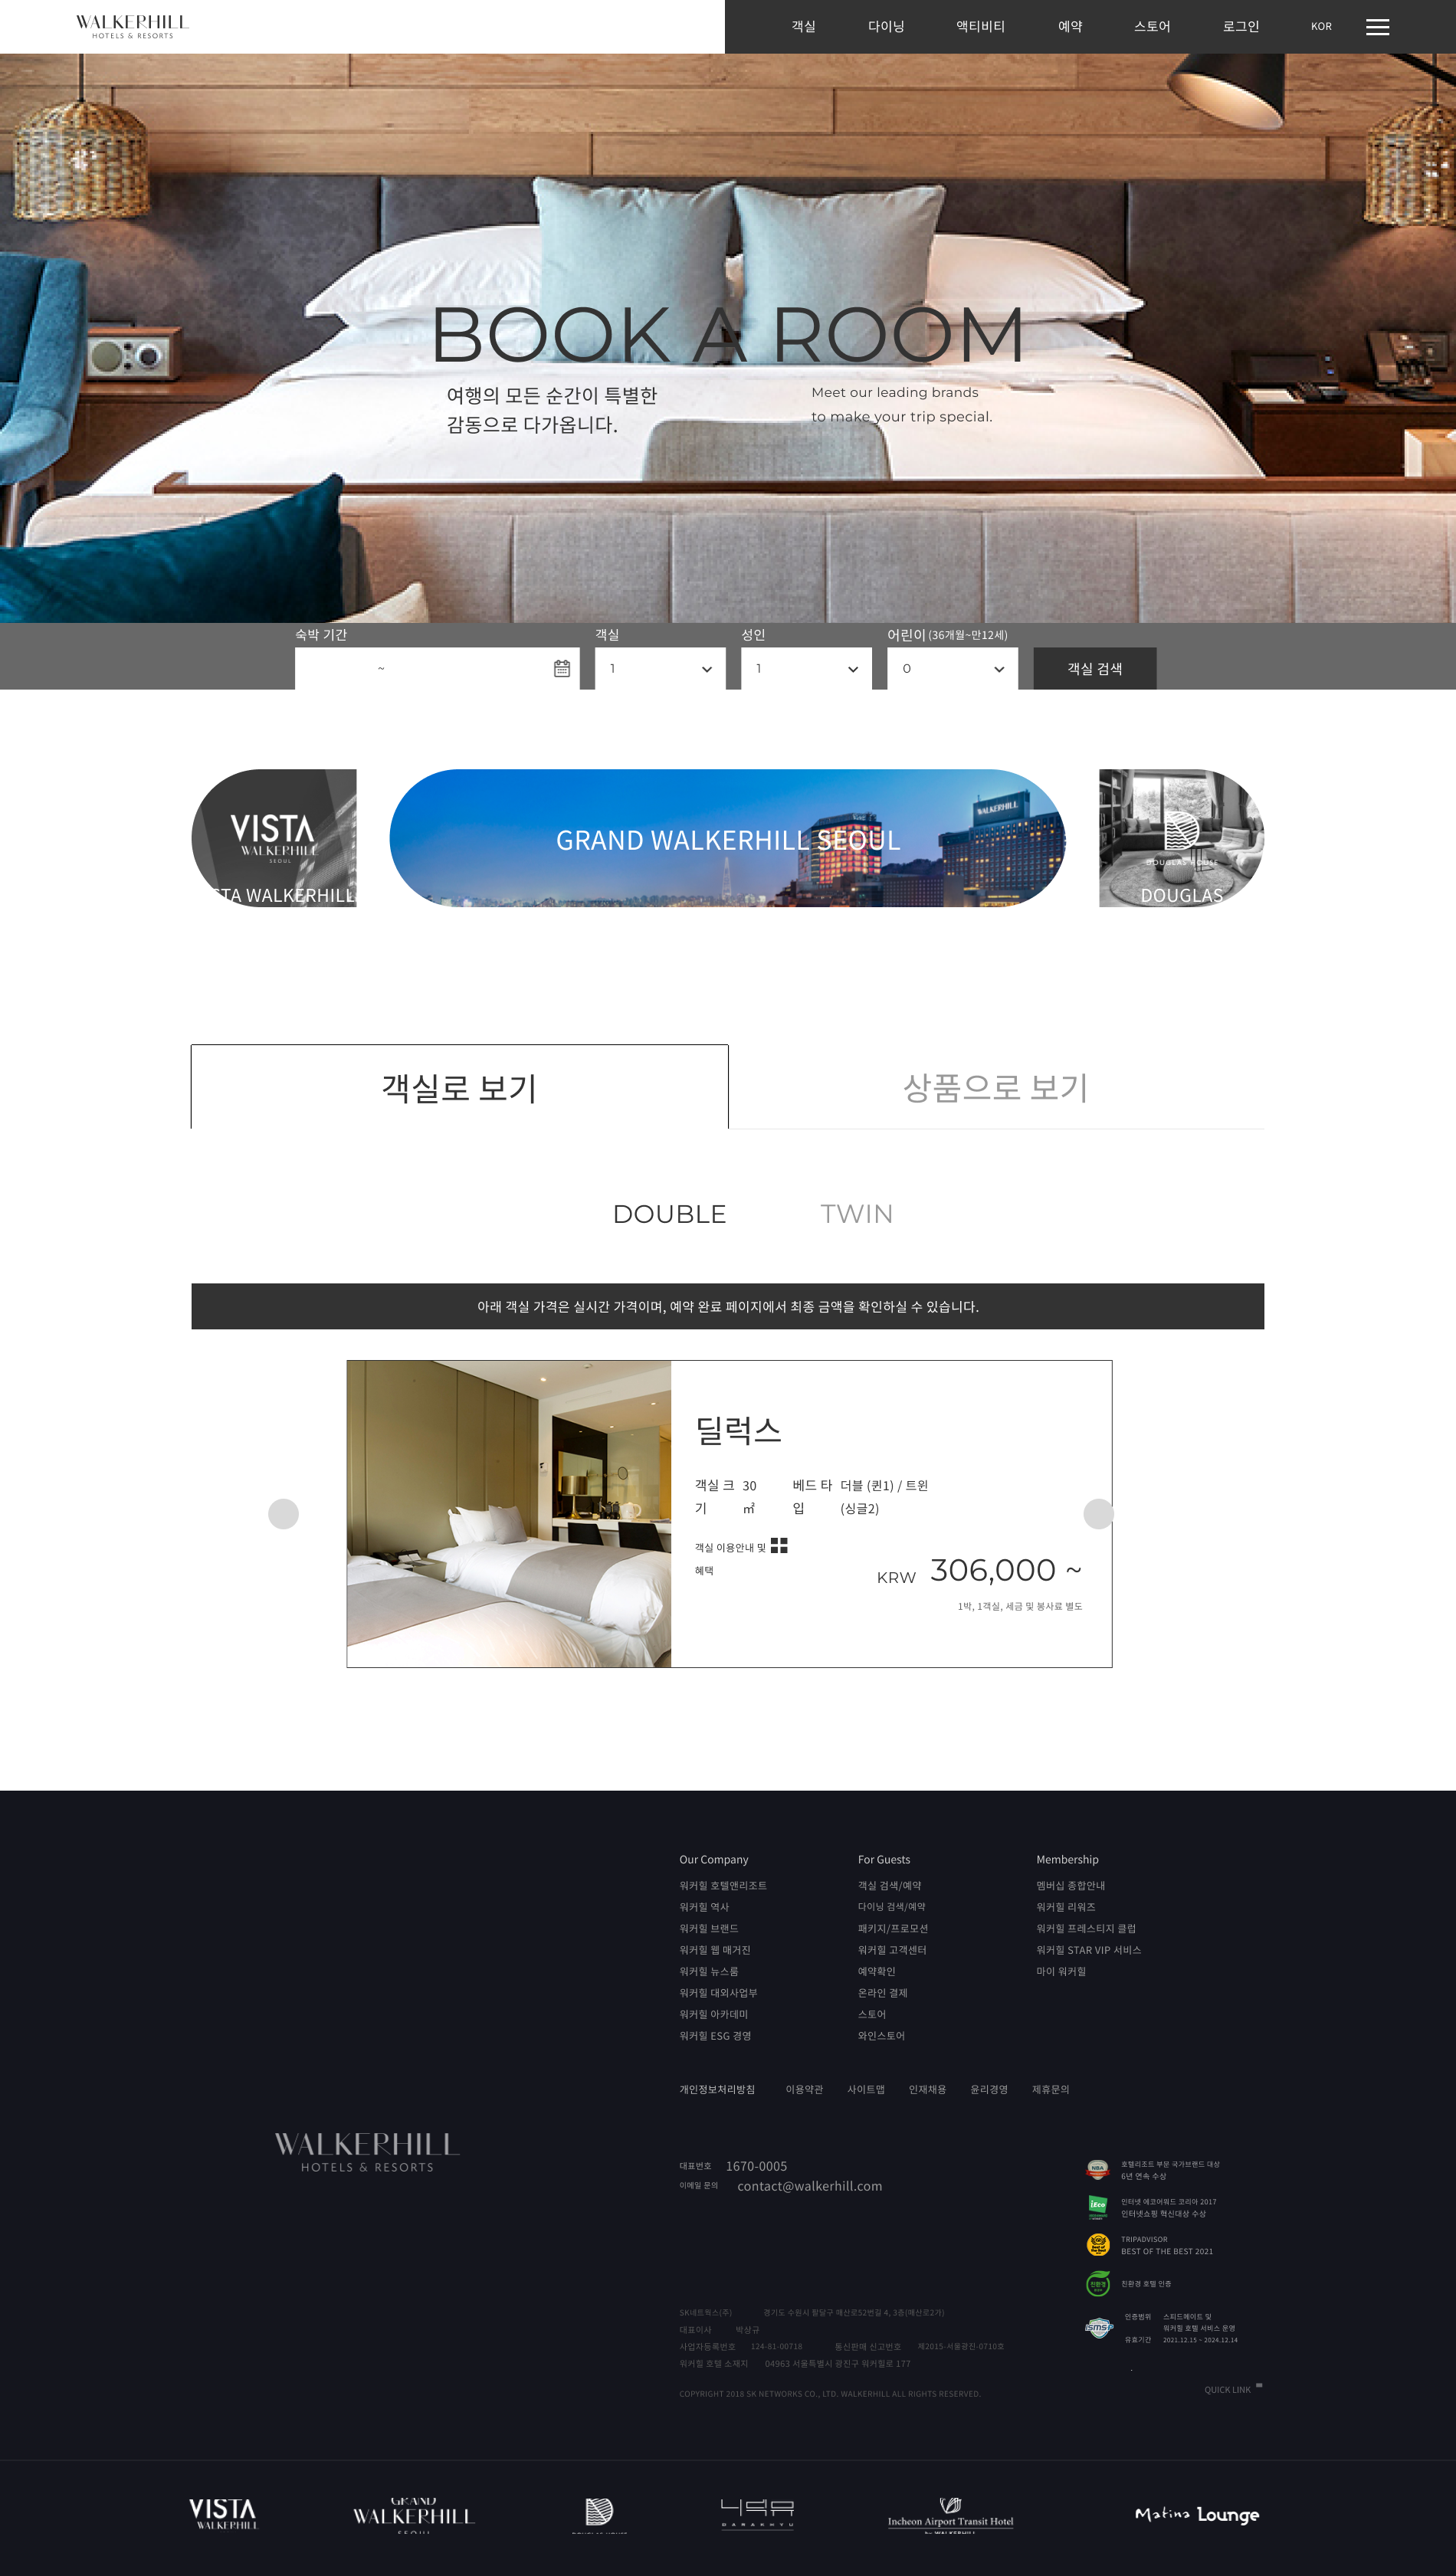 WALKERHILL
HOTELS & RESORTS
객실 다이닝 액티비티 예약 스토어 로그인 KOR
BOOK A ROOM
여행의 모든 순간이 특별한
감동으로 다가옵니다.
Meet our leading brands
to make your trip special.
숙박 기간 객실 성인 어린이 (36개월~만12세)
~ 1 1 0 객실 검색
VISTA
WALKERHILL
SEOUL
STA WALKERHILL
GRAND WALKERHILL SEOUL
WALKERHILL
DOUGLAS HOUSE
DOUGLAS
객실로 보기 상품으로 보기
DOUBLE TWIN
아래 객실 가격은 실시간 가격이며, 예약 완료 페이지에서 최종 금액을 확인하실 수 있습니다.
딜럭스
객실 크 30 베드 타 더블 (퀸1) / 트윈
기 ㎡ 입 (싱글2)
객실 이용안내 및
혜택
KRW 306,000 ~
1박, 1객실, 세금 및 봉사료 별도
Our Company
워커힐 호텔앤리조트
워커힐 역사
워커힐 브랜드
워커힐 웹 매거진
워커힐 뉴스룸
워커힐 대외사업부
워커힐 아카데미
워커힐 ESG 경영
For Guests
객실 검색/예약
다이닝 검색/예약
패키지/프로모션
워커힐 고객센터
예약확인
온라인 결제
스토어
와인스토어
Membership
멤버십 종합안내
워커힐 리워즈
워커힐 프레스티지 클럽
워커힐 STAR VIP 서비스
마이 워커힐
개인정보처리방침 이용약관 사이트맵 인재채용 윤리경영 제휴문의
WALKERHILL
HOTELS & RESORTS
대표번호 1670-0005
이메일 문의 contact@walkerhill.com
NBA
호텔리조트 부문 국가브랜드 대상
6년 연속 수상
iEco
인터넷 에코어워드 코리아 2017
인터넷쇼핑 혁신대상 수상
TRIPADVISOR
BEST OF THE BEST 2021
친환경
친환경 호텔 인증
isms
인증범위 스피드메이트 및
워커힐 호텔 서비스 운영
유효기간 2021.12.15 ~ 2024.12.14
SK네트웍스(주) 경기도 수원시 팔달구 매산로52번길 4, 3층(매산로2가)
대표이사 박상규
사업자등록번호 124-81-00718 통신판매 신고번호 제2015-서울광진-0710호
워커힐 호텔 소재지 04963 서울특별시 광진구 워커힐로 177
COPYRIGHT 2018 SK NETWORKS CO., LTD. WALKERHILL ALL RIGHTS RESERVED.
QUICK LINK
VISTA
WALKERHILL
GRAND
WALKERHILL
SEOUL
DARAKHYU
Incheon Airport Transit Hotel
by WALKERHILL
Matina Lounge